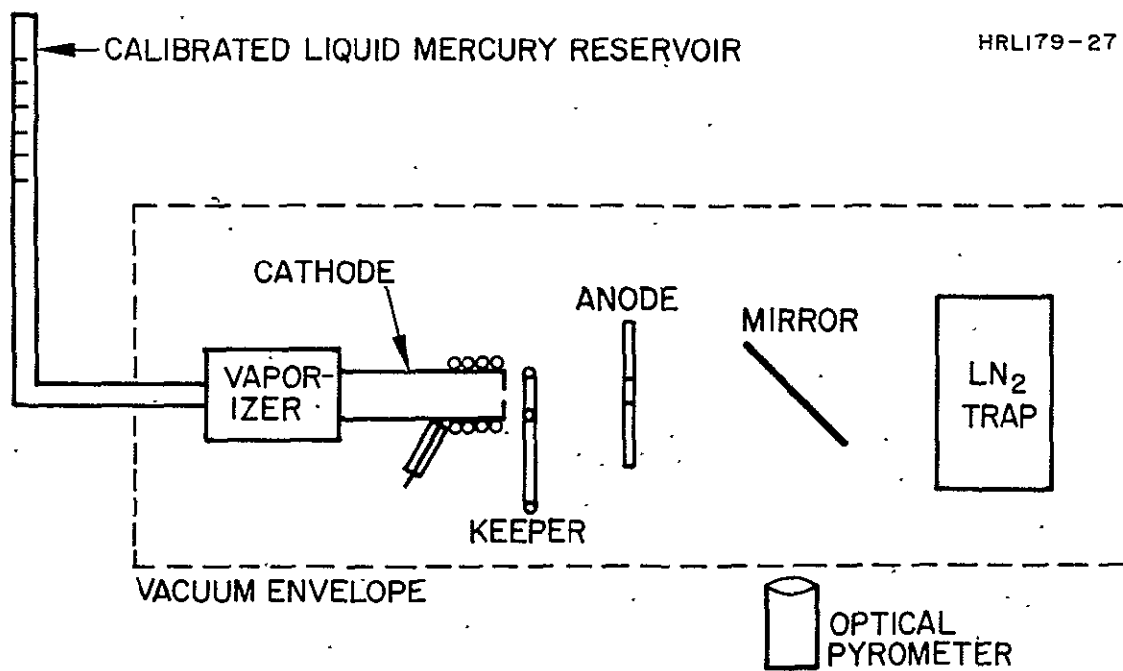 CALIBRATED LIQUID MERCURY RESERVOIR
HRL179-27
CATHODE
ANODE
MIRROR
VAPOR-
IZER
LN₂
TRAP
KEEPER
VACUUM ENVELOPE
OPTICAL
PYROMETER